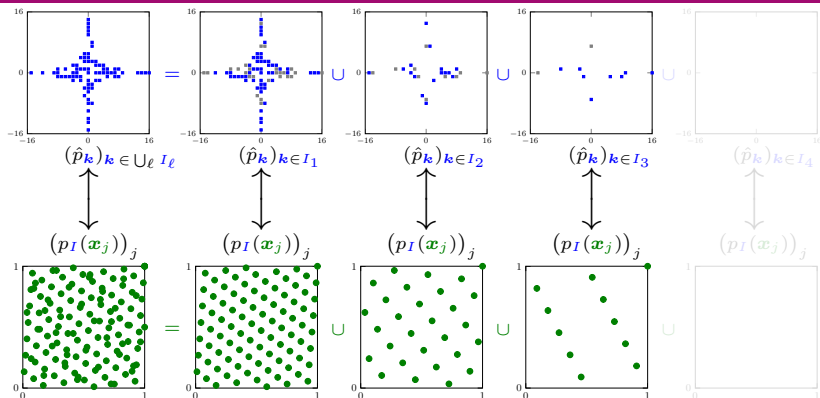 16 16 16 16 16
0 = 0 ∪ 0 ∪ 0 ∪ 0
−16 −16 −16 −16 −16
−16 0 16 −16 0 16 −16 0 16 −16 0 16 −16 0 16
(p̂_k)_{k ∈ ⋃_ℓ I_ℓ} (p̂_k)_{k∈I_1} (p̂_k)_{k∈I_2} (p̂_k)_{k∈I_3} (p̂_k)_{k∈I_4}
(p_I(x_j))_j (p_I(x_j))_j (p_I(x_j))_j (p_I(x_j))_j (p_I(x_j))_j
1 1 1 1 1
= ∪ ∪ ∪
0 0 0 0 0
0 1 0 1 0 1 0 1 0 1